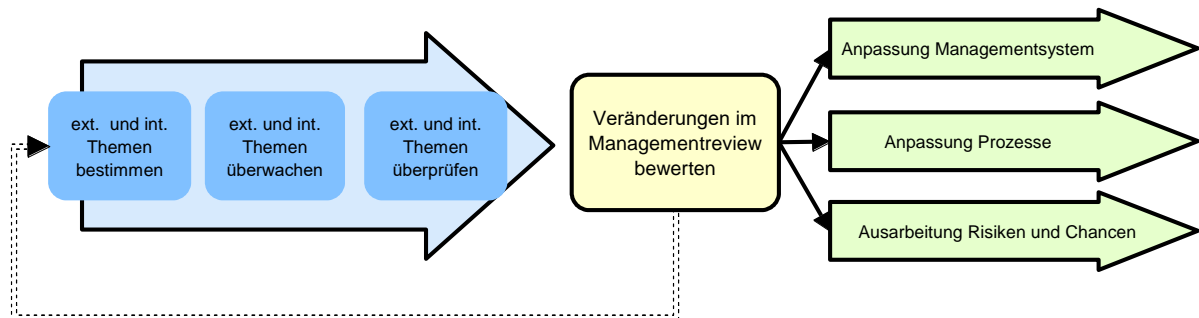 ext. und int.
Themen
bestimmen
ext. und int.
Themen
überwachen
ext. und int.
Themen
überprüfen
Veränderungen im
Managementreview
bewerten
Anpassung Managementsystem
Anpassung Prozesse
Ausarbeitung Risiken und Chancen